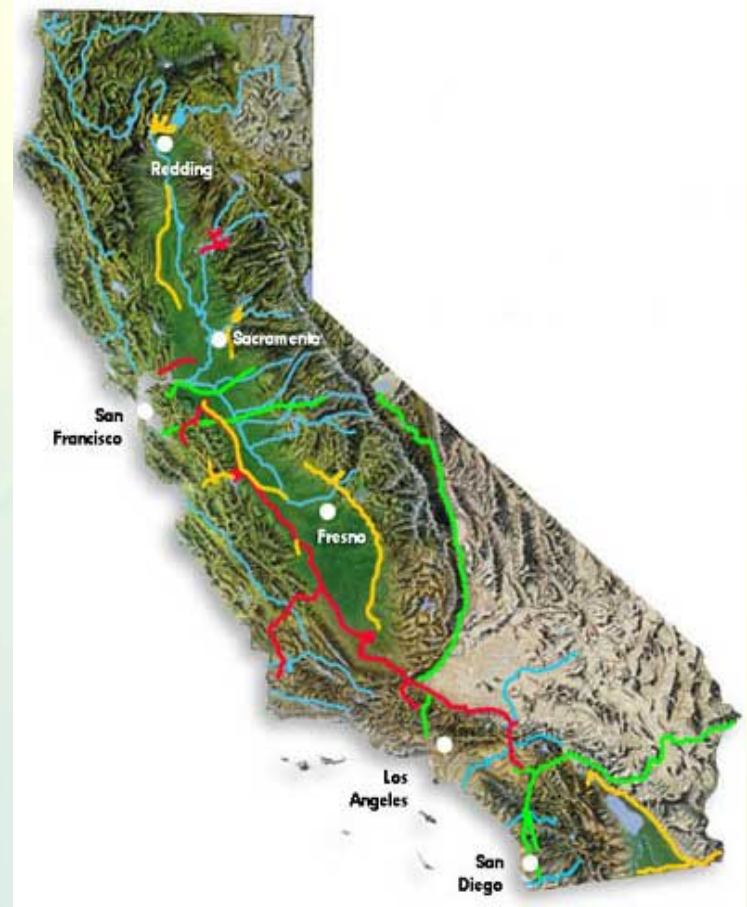 Redding
Sacramento
San
Francisco
Fresno
Los
Angeles
San
Diego